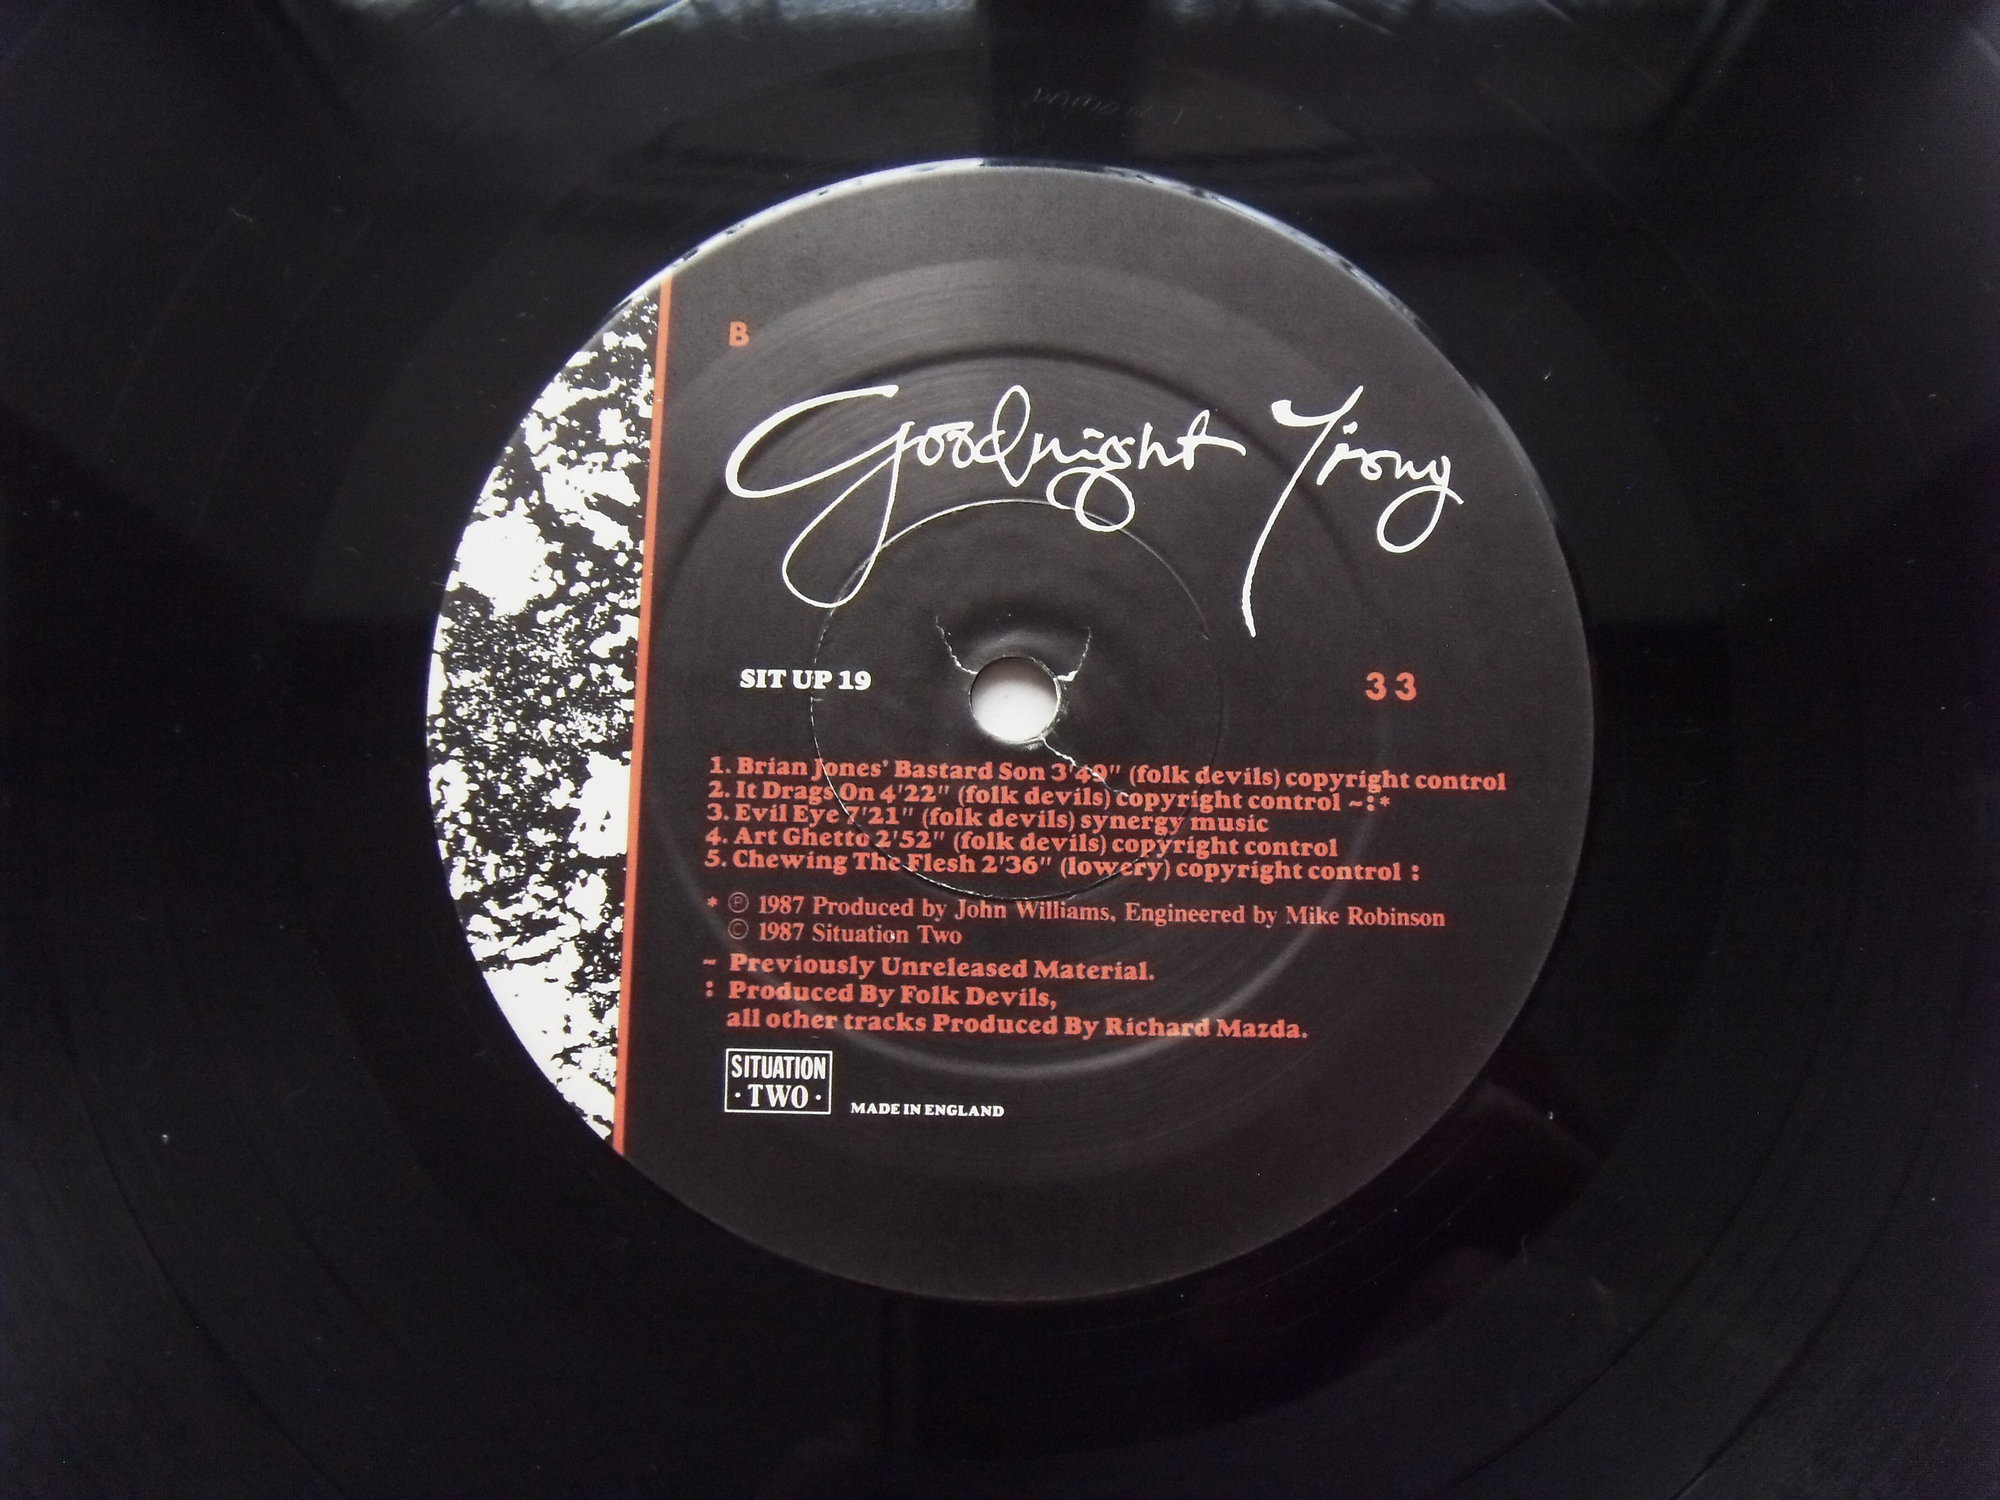 B
Goodnight Irony
SIT UP 19
33
1. Brian Jones' Bastard Son 3'49" (folk devils) copyright control
2. It Drags On 4'22" (folk devils) copyright control ~:*
3. Evil Eye 7'21" (folk devils) synergy music
4. Art Ghetto 2'52" (folk devils) copyright control
5. Chewing The Flesh 2'36" (lowery) copyright control :
* ℗ 1987 Produced by John Williams, Engineered by Mike Robinson
© 1987 Situation Two
~ Previously Unreleased Material.
: Produced By Folk Devils,
all other tracks Produced By Richard Mazda.
SITUATION
· TWO ·
MADE IN ENGLAND